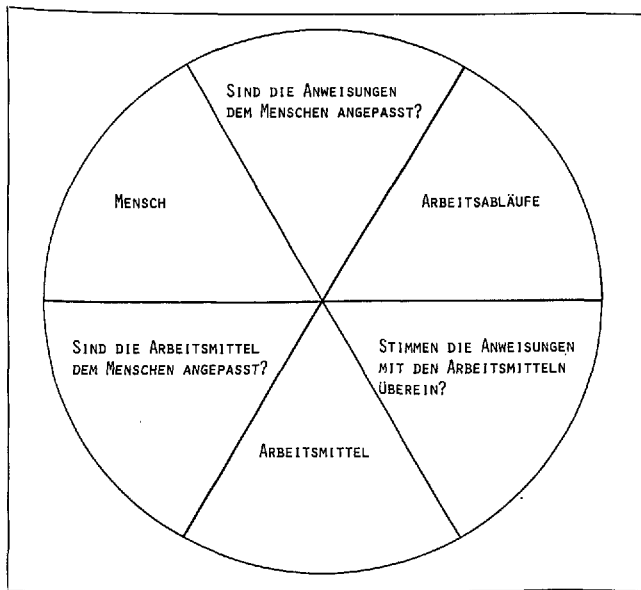 SIND DIE ANWEISUNGEN
DEM MENSCHEN ANGEPASST?
MENSCH
ARBEITSABLÄUFE
SIND DIE ARBEITSMITTEL
DEM MENSCHEN ANGEPASST?
STIMMEN DIE ANWEISUNGEN
MIT DEN ARBEITSMITTELN
ÜBEREIN?
ARBEITSMITTEL